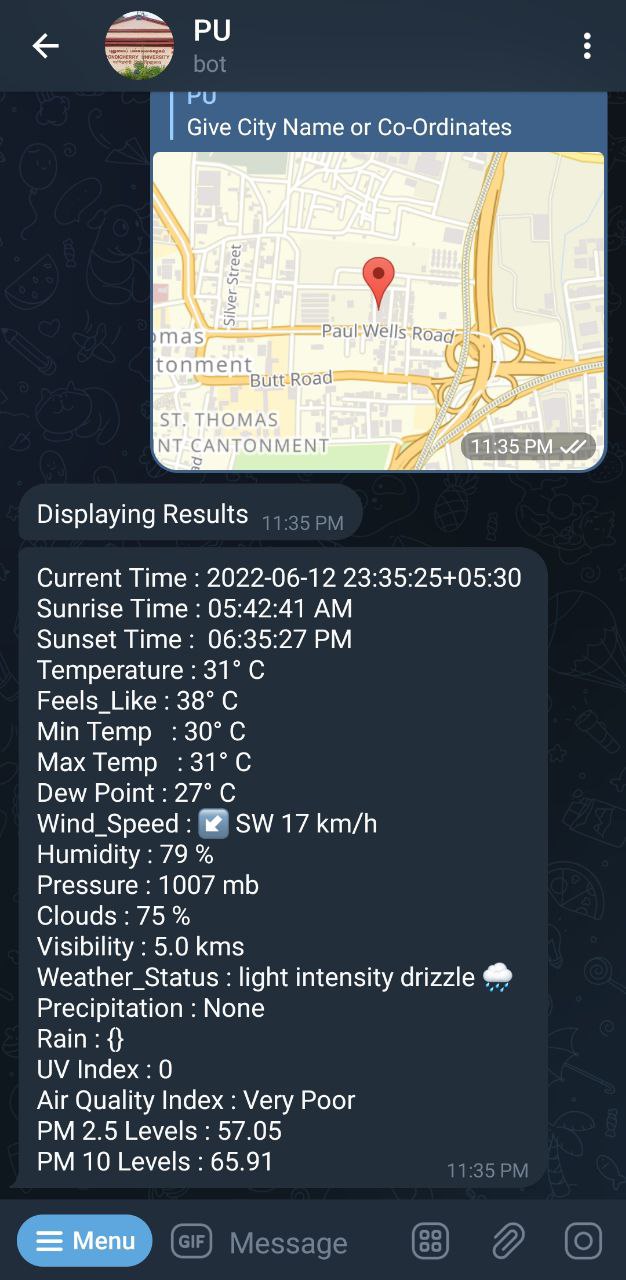 PU
bot
PU
Give City Name or Co-Ordinates
Silver Street
omas
tonment
Paul Wells Road
Butt Road
ST. THOMAS
NT CANTONMENT
ad
11:35 PM
Displaying Results 11:35 PM
Current Time : 2022-06-12 23:35:25+05:30
Sunrise Time : 05:42:41 AM
Sunset Time :  06:35:27 PM
Temperature : 31° C
Feels_Like : 38° C
Min Temp   : 30° C
Max Temp   : 31° C
Dew Point : 27° C
Wind_Speed : ↙️ SW 17 km/h
Humidity : 79 %
Pressure : 1007 mb
Clouds : 75 %
Visibility : 5.0 kms
Weather_Status : light intensity drizzle 🌧️
Precipitation : None
Rain : {}
UV Index : 0
Air Quality Index : Very Poor
PM 2.5 Levels : 57.05
PM 10 Levels : 65.91
11:35 PM
Menu
GIF
Message